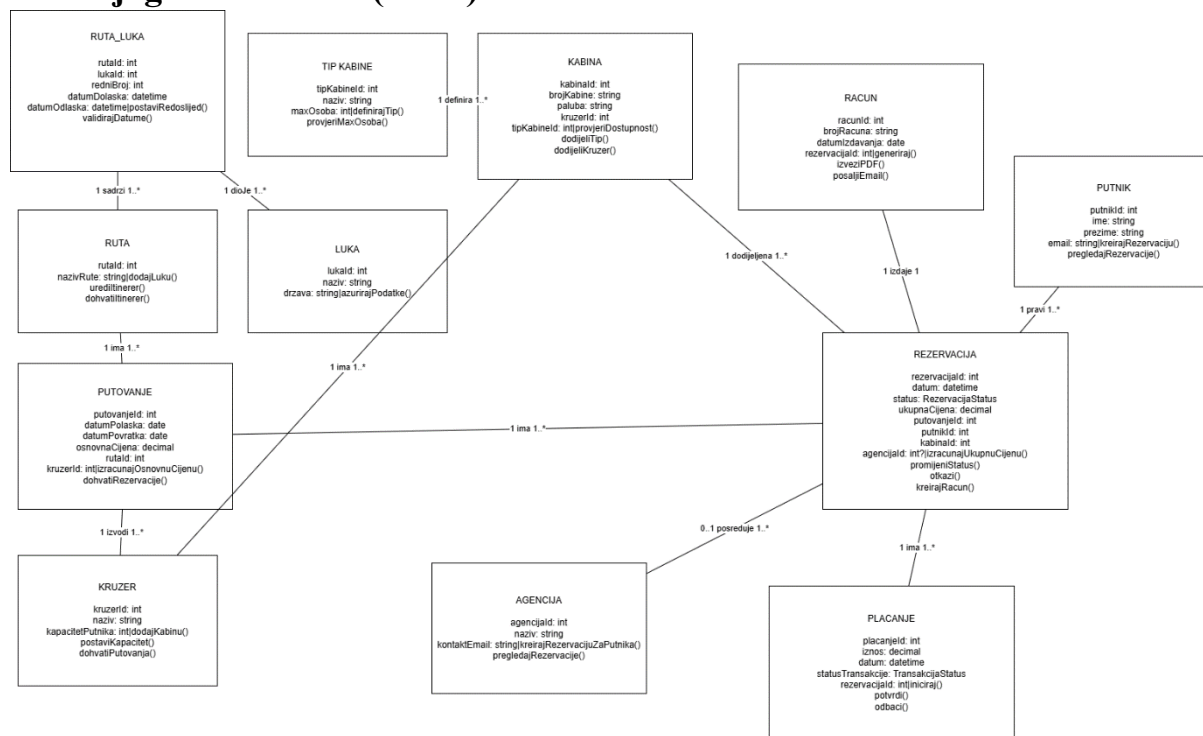 RUTA_LUKA
rutaId: int
lukaId: int
redniBroj: int
datumDolaska: datetime
datumOdlaska: datetime|postaviRedoslijed()
validirajDatume()
TIP KABINE
tipKabineId: int
naziv: string
maxOsoba: int|definirajTip()
provjeriMaxOsoba()
1 definira 1..*
KABINA
kabinaId: int
brojKabine: string
paluba: string
kruzerId: int
tipKabineId: int|provjeriDostupnost()
dodijeliTip()
dodijeliKruzer()
RACUN
racunId: int
brojRacuna: string
datumIzdavanja: date
rezervacijaId: int|generiraj()
izveziPDF()
posaljiEmail()
PUTNIK
putnikId: int
ime: string
prezime: string
email: string|kreirajRezervaciju()
pregledajRezervacije()
1 sadrzi 1..*
1 dioJe 1..*
RUTA
rutaId: int
nazivRute: string|dodajLuku()
urediItinerer()
dohvatiItinerer()
LUKA
lukaId: int
naziv: string
drzava: string|azurirajPodatke()
1 dodijeljena 1..*
1 izdaje 1
1 pravi 1..*
1 ima 1..*
1 ima 1..*
PUTOVANJE
putovanjeId: int
datumPolaska: date
datumPovratka: date
osnovnaCijena: decimal
rutaId: int
kruzerId: int|izracunajOsnovnuCijenu()
dohvatiRezervacije()
1 ima 1..*
REZERVACIJA
rezervacijaId: int
datum: datetime
status: RezervacijaStatus
ukupnaCijena: decimal
putovanjeId: int
putnikId: int
kabinaId: int
agencijaId: int?|izracunajUkupnuCijenu()
promijeniStatus()
otkazi()
kreirajRacun()
1 izvodi 1..*
0..1 posreduje 1..*
1 ima 1..*
KRUZER
kruzerId: int
naziv: string
kapacitetPutnika: int|dodajKabinu()
postaviKapacitet()
dohvatiPutovanja()
AGENCIJA
agencijaId: int
naziv: string
kontaktEmail: string|kreirajRezervacijuZaPutnika()
pregledajRezervacije()
PLACANJE
placanjeId: int
iznos: decimal
datum: datetime
statusTransakcije: TransakcijaStatus
rezervacijaId: int|iniciraj()
potvrdi()
odbaci()